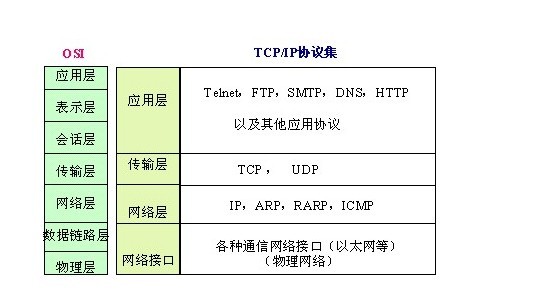 OSI
TCP/IP协议集
应用层
表示层
会话层
传输层
网络层
数据链路层
物理层
应用层
Telnet, FTP, SMTP, DNS, HTTP
以及其他应用协议
传输层
TCP， UDP
网络层
IP, ARP, RARP, ICMP
网络接口
各种通信网络接口（以太网等）
（物理网络）